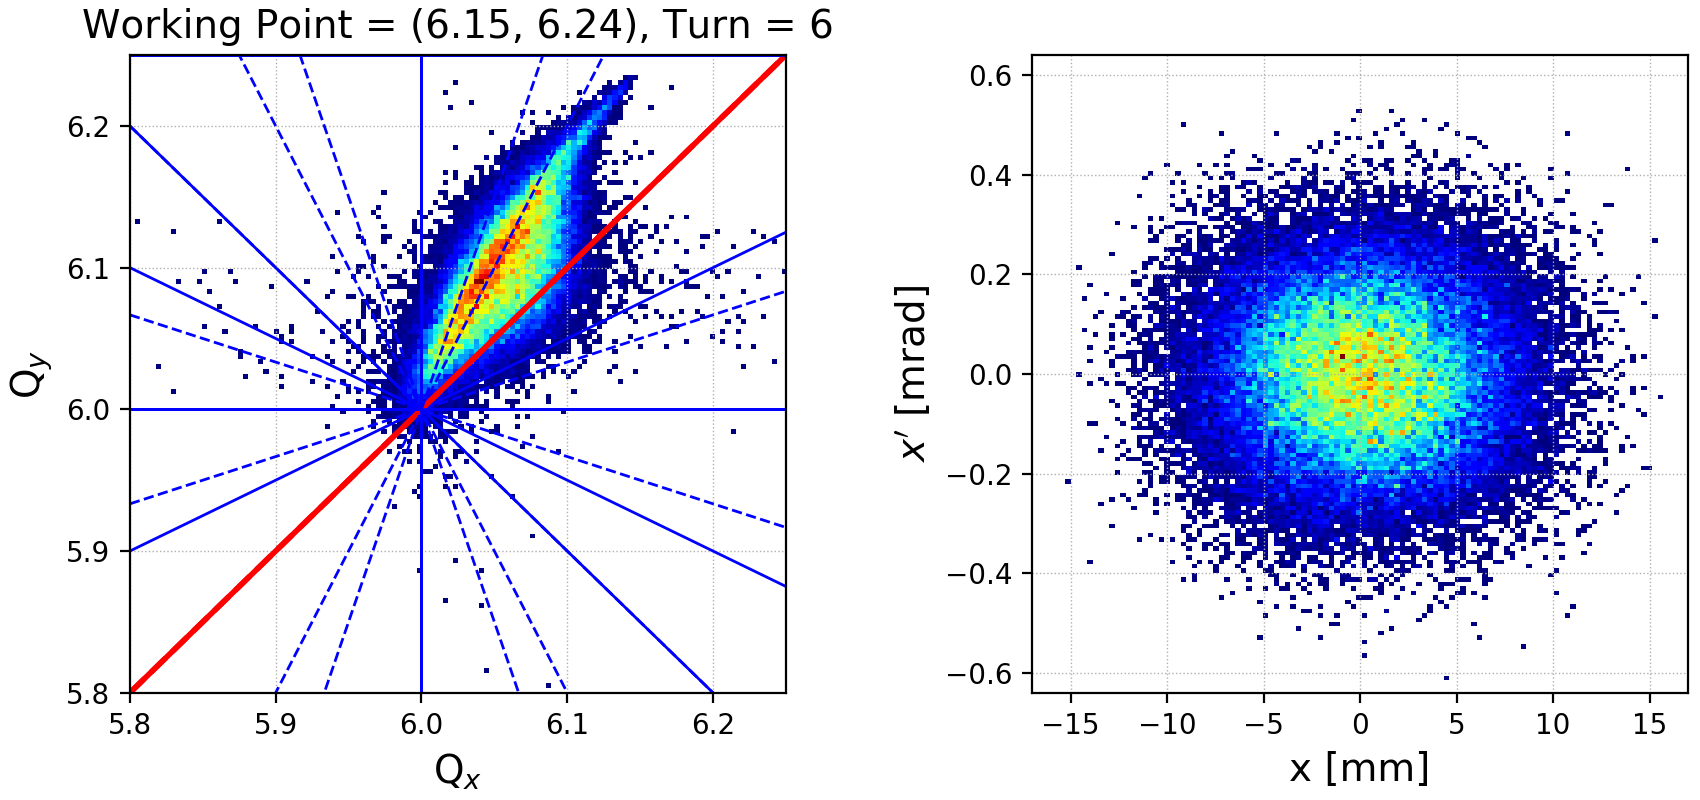 Working Point = (6.15, 6.24), Turn = 6
6.2
6.1
6.0
5.9
5.8
Q_y
5.8 5.9 6.0 6.1 6.2
Q_x
0.6
0.4
0.2
0.0
−0.2
−0.4
−0.6
x′ [mrad]
−15 −10 −5 0 5 10 15
x [mm]